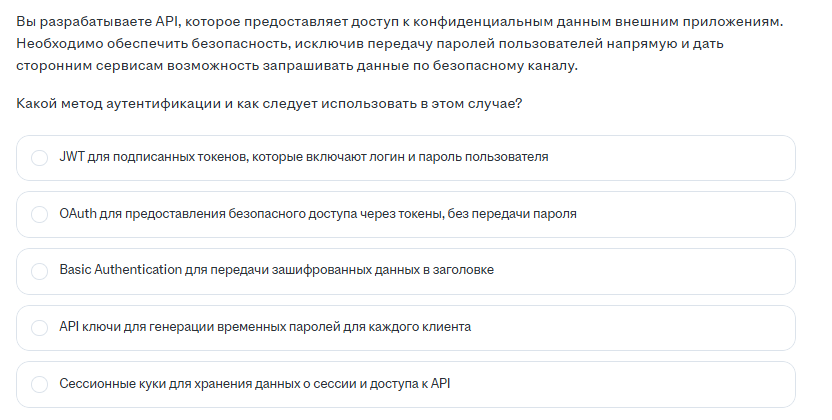 Вы разрабатываете API, которое предоставляет доступ к конфиденциальным данным внешним приложениям.
Необходимо обеспечить безопасность, исключив передачу паролей пользователей напрямую и дать
сторонним сервисам возможность запрашивать данные по безопасному каналу.
Какой метод аутентификации и как следует использовать в этом случае?
JWT для подписанных токенов, которые включают логин и пароль пользователя
OAuth для предоставления безопасного доступа через токены, без передачи пароля
Basic Authentication для передачи зашифрованных данных в заголовке
API ключи для генерации временных паролей для каждого клиента
Сессионные куки для хранения данных о сессии и доступа к API